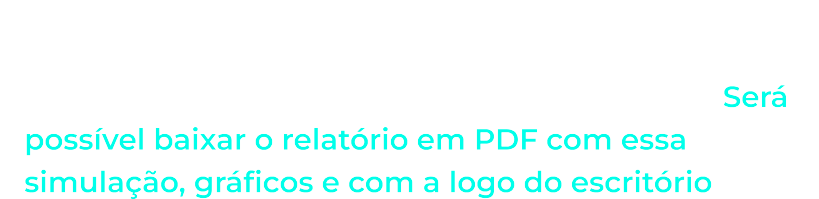 Será
possível baixar o relatório em PDF com essa
simulação, gráficos e com a logo do escritório